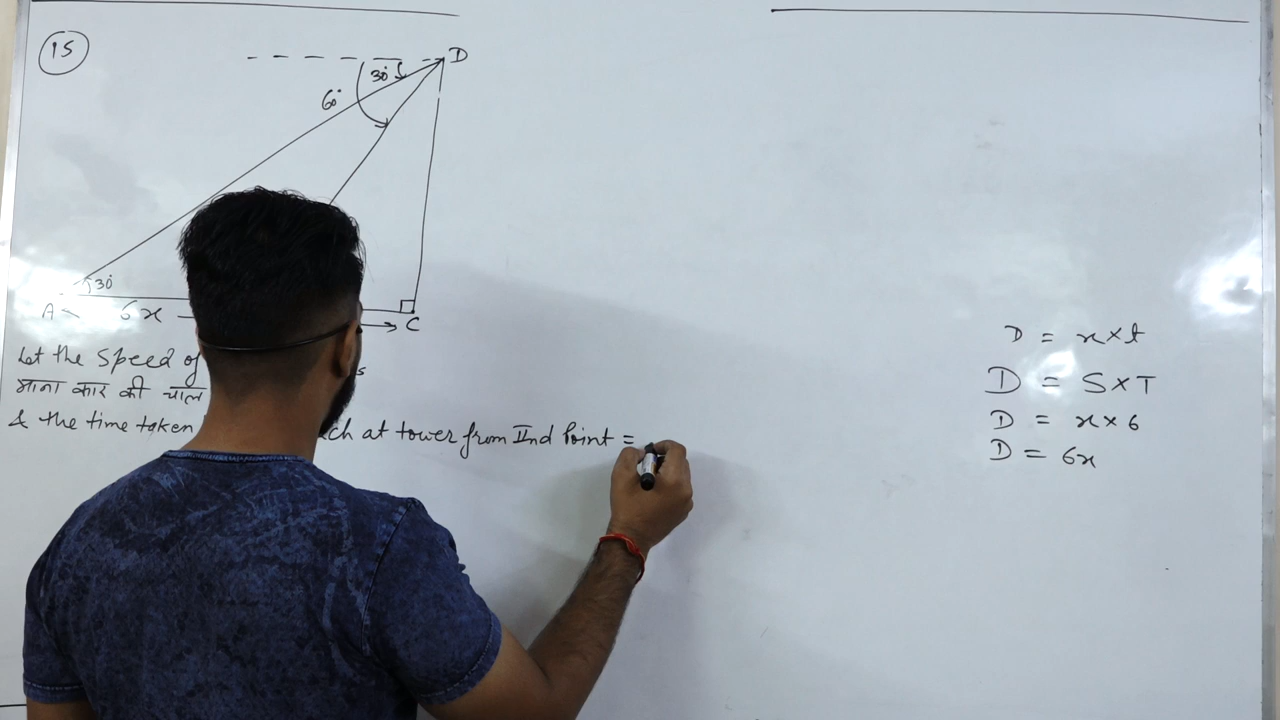 15
D
30°
60°
30°
A
6x
C
Let the Speed of
माना कार की चाल
& the time taken
at tower from IInd Point =
D = x×t
D = S×T
D = x×6
D = 6x